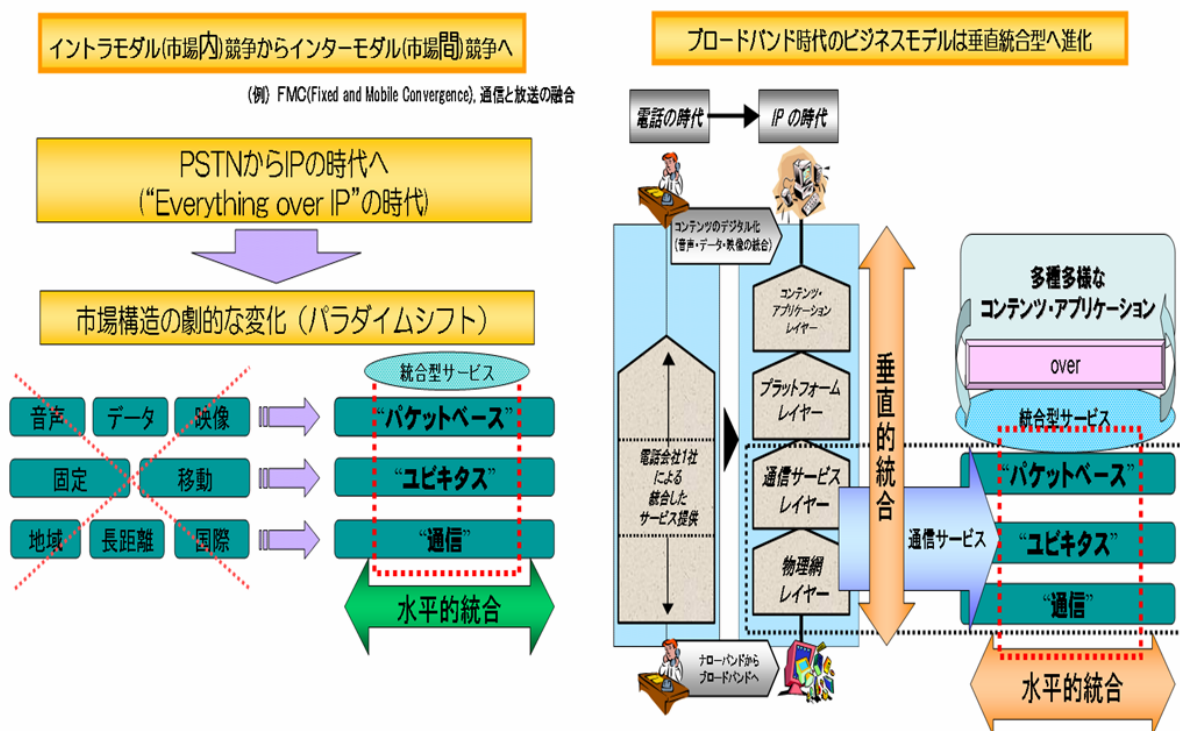 イントラモダル(市場内)競争からインターモダル(市場間)競争へ
(例) FMC(Fixed and Mobile Convergence), 通信と放送の融合
PSTNからIPの時代へ
(“Everything over IP”の時代)
市場構造の劇的な変化（パラダイムシフト）
統合型サービス
音声 データ 映像
“パケットベース”
固定 移動
“ユビキタス”
地域 長距離 国際
“通信”
水平的統合
ブロードバンド時代のビジネスモデルは垂直統合型へ進化
電話の時代
IP の時代
コンテンツのデジタル化
(音声・データ・映像の統合)
コンテンツ・
アプリケーション
レイヤー
プラットフォーム
レイヤー
電話会社1社
による
統合した
サービス提供
通信サービス
レイヤー
物理網
レイヤー
ナローバンドから
ブロードバンドへ
垂直的統合
通信サービス
多種多様な
コンテンツ・アプリケーション
over
統合型サービス
“パケットベース”
“ユビキタス”
“通信”
水平的統合